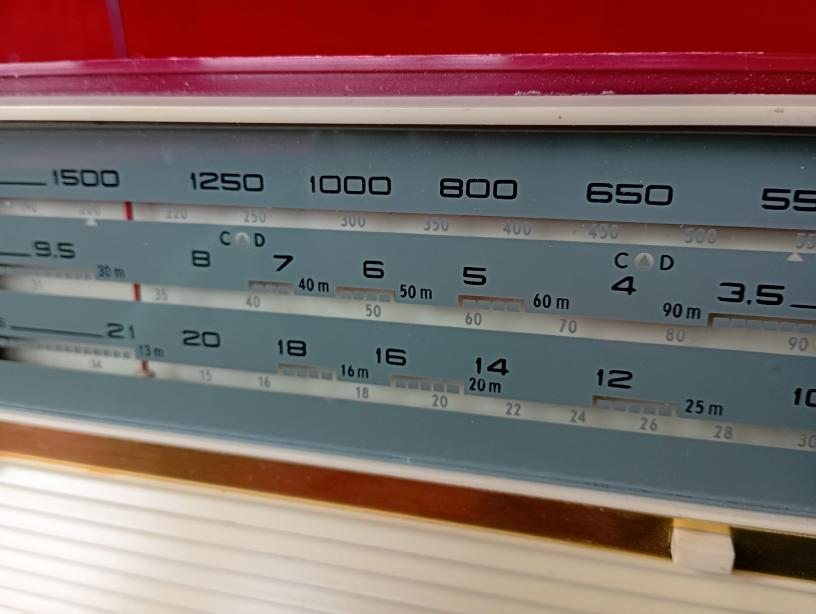 1500 1250 1000 800 650 55
190 200 220 250 300 350 400 450 500 55
C D C D
9.5 8 7 6 5 4 3.5
30 m 40 m 50 m 60 m 90 m
31 35 40 50 60 70 80 90
21 20 18 16 14 12 10
13 m 16 m 20 m 25 m
14 15 16 18 20 22 24 26 28 30